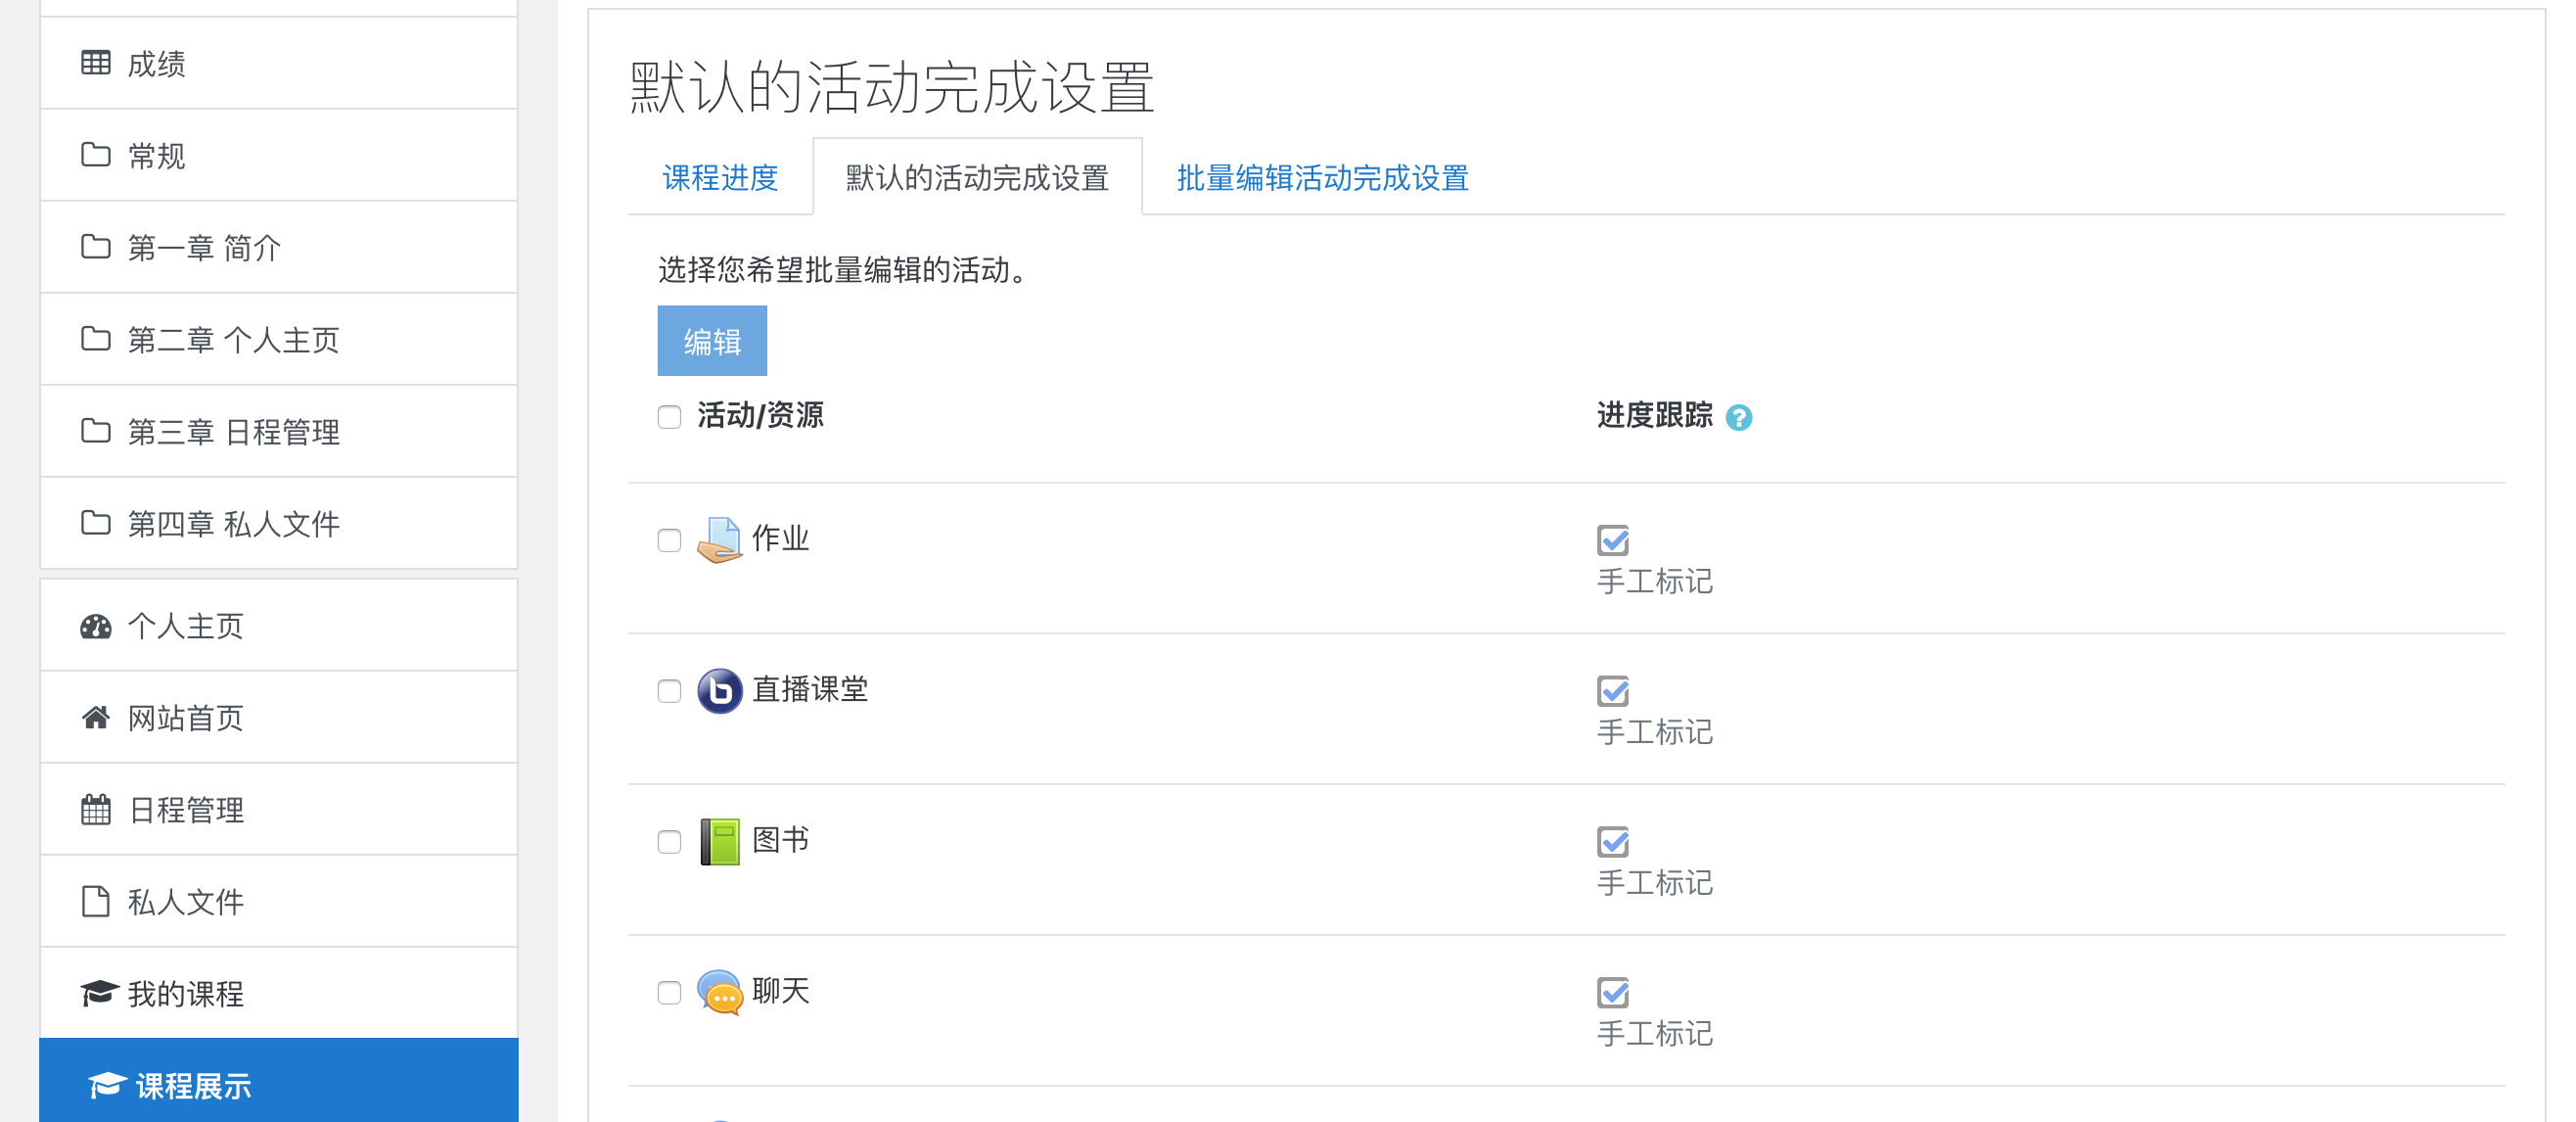 成绩
常规
第一章 简介
第二章 个人主页
第三章 日程管理
第四章 私人文件
个人主页
网站首页
日程管理
私人文件
我的课程
课程展示
默认的活动完成设置
课程进度 默认的活动完成设置 批量编辑活动完成设置
选择您希望批量编辑的活动。
编辑
活动/资源 进度跟踪
作业
手工标记
直播课堂
手工标记
图书
手工标记
聊天
手工标记